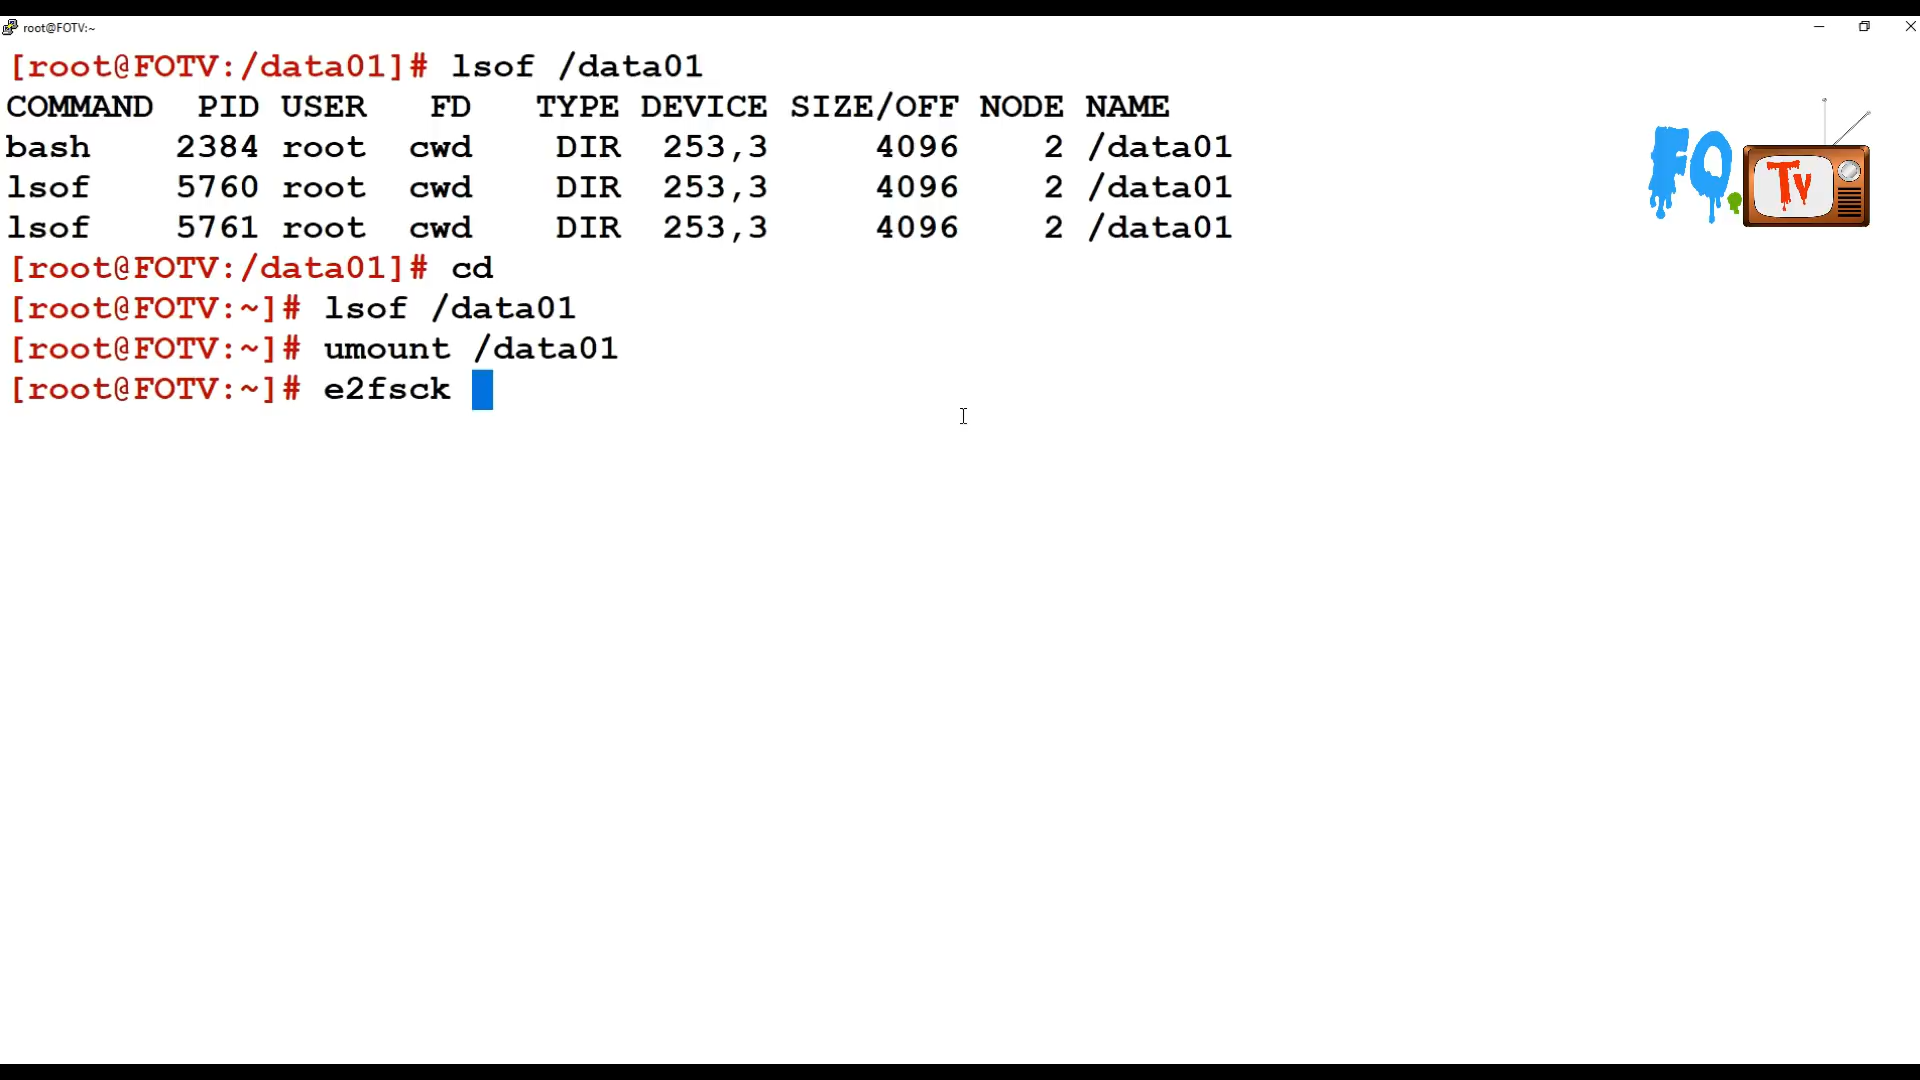 root@FOTV:~
[root@FOTV:/data01]# lsof /data01
COMMAND PID USER FD TYPE DEVICE SIZE/OFF NODE NAME
bash 2384 root cwd DIR 253,3 4096 2 /data01
lsof 5760 root cwd DIR 253,3 4096 2 /data01
lsof 5761 root cwd DIR 253,3 4096 2 /data01
[root@FOTV:/data01]# cd
[root@FOTV:~]# lsof /data01
[root@FOTV:~]# umount /data01
[root@FOTV:~]# e2fsck
FO.
TV